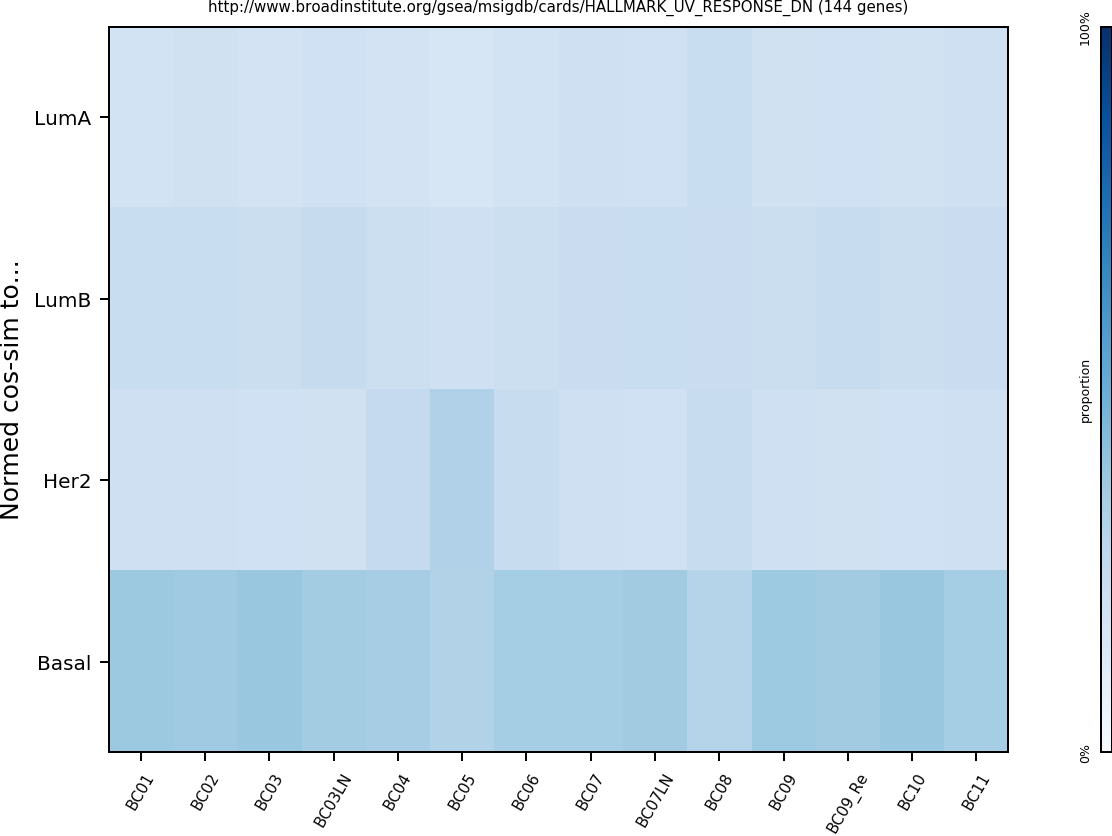 http://www.broadinstitute.org/gsea/msigdb/cards/HALLMARK_UV_RESPONSE_DN (144 genes)
Normed cos-sim to...
LumA
LumB
Her2
Basal
BC01
BC02
BC03
BC03LN
BC04
BC05
BC06
BC07
BC07LN
BC08
BC09
BC09_Re
BC10
BC11
100%
proportion
0%